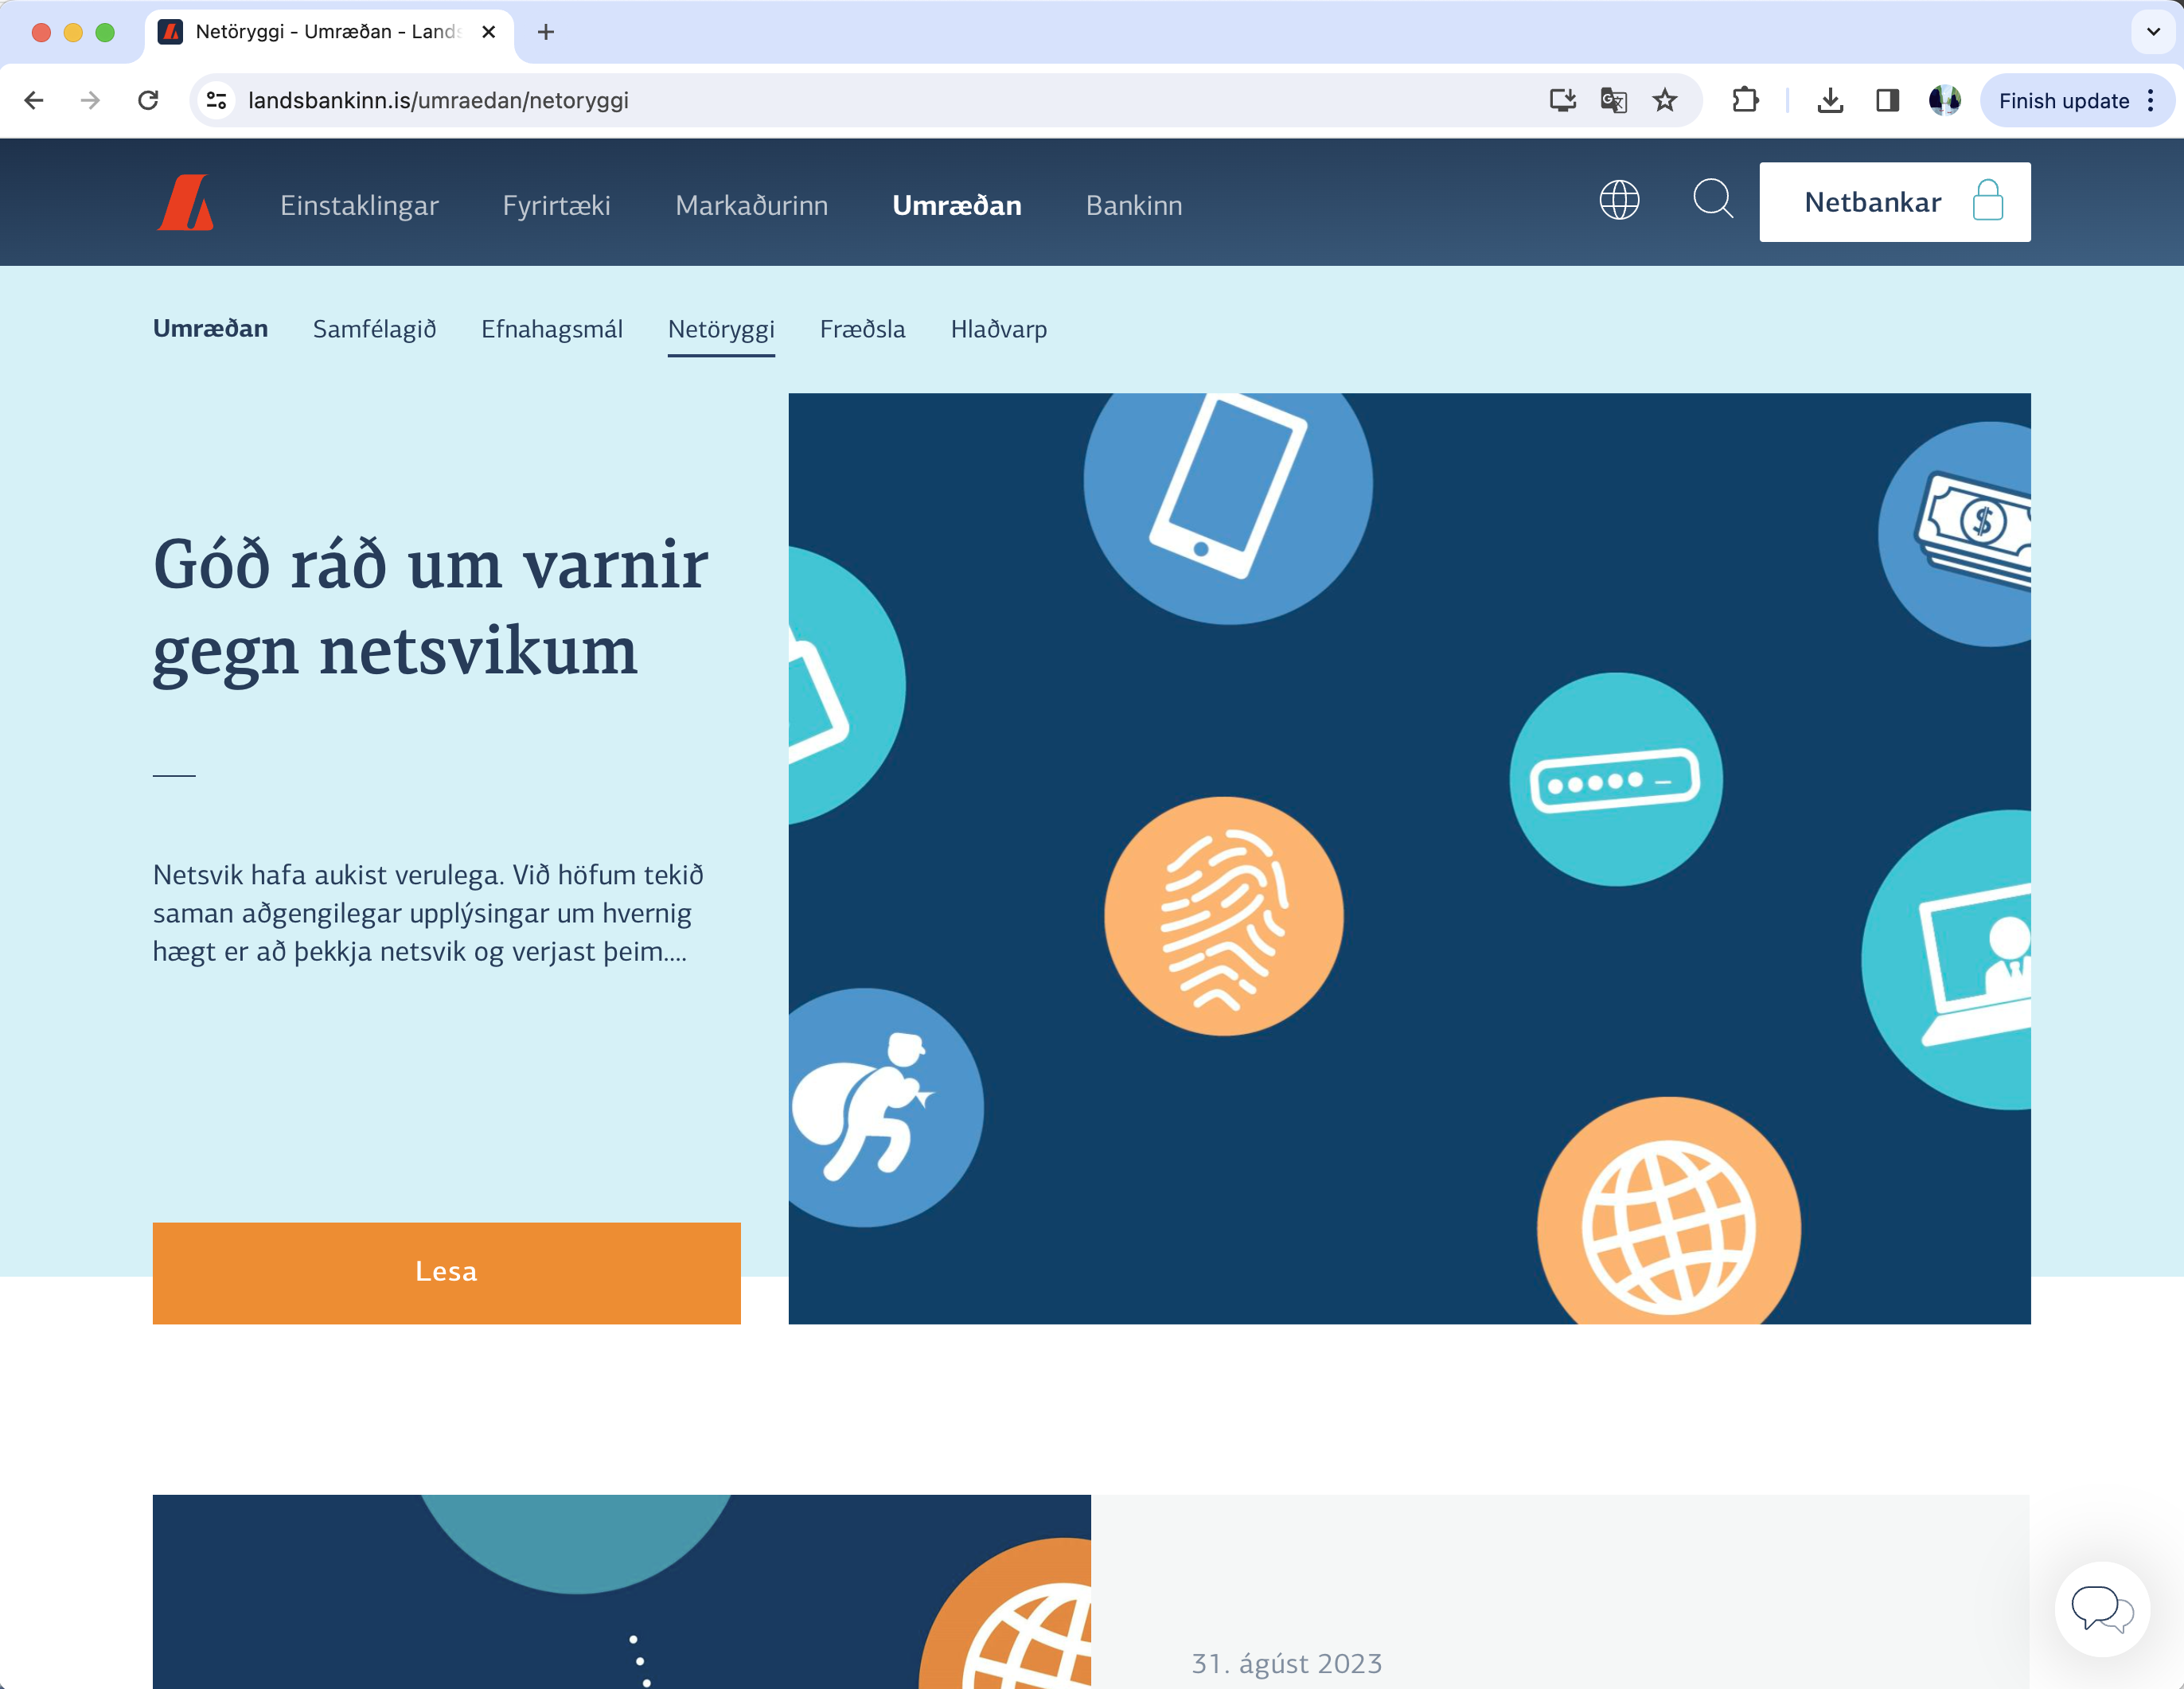 Netöryggi - Umræðan - Lands
landsbankinn.is/umraedan/netoryggi
Finish update
Einstaklingar Fyrirtæki Markaðurinn Umræðan Bankinn
Netbankar
Umræðan Samfélagið Efnahagsmál Netöryggi Fræðsla Hlaðvarp
Góð ráð um varnir
gegn netsvikum
Netsvik hafa aukist verulega. Við höfum tekið
saman aðgengilegar upplýsingar um hvernig
hægt er að þekkja netsvik og verjast þeim....
Lesa
31. ágúst 2023